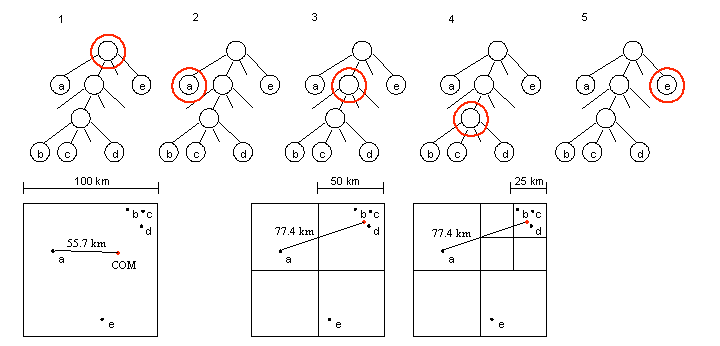 1 2 3 4 5
a e a e a e a e a e
b c d b c d b c d b c d b c d
100 km 50 km 25 km
b c b c b c
d d d
55.7 km 77.4 km 77.4 km
a COM a a
e e e